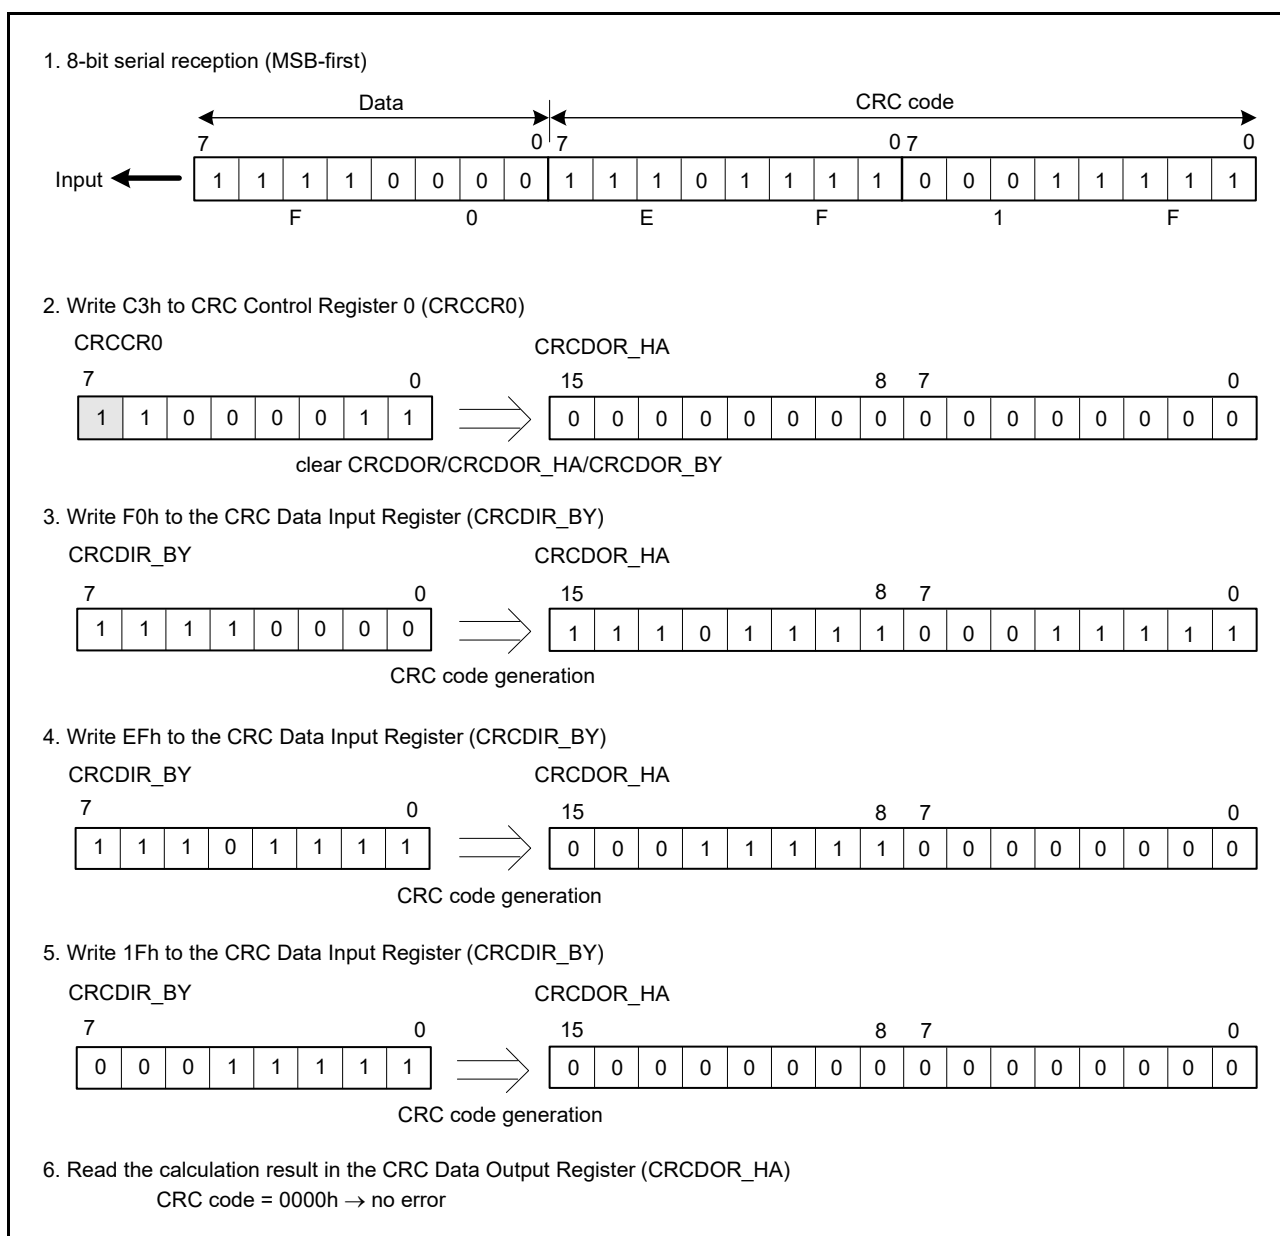 1. 8-bit serial reception (MSB-first)
Data CRC code
7 0 7 0 7 0
Input 1 1 1 1 0 0 0 0 1 1 1 0 1 1 1 1 0 0 0 1 1 1 1 1
F 0 E F 1 F
2. Write C3h to CRC Control Register 0 (CRCCR0)
CRCCR0 CRCDOR_HA
7 0 15 8 7 0
1 1 0 0 0 0 1 1 0 0 0 0 0 0 0 0 0 0 0 0 0 0 0 0
clear CRCDOR/CRCDOR_HA/CRCDOR_BY
3. Write F0h to the CRC Data Input Register (CRCDIR_BY)
CRCDIR_BY CRCDOR_HA
7 0 15 8 7 0
1 1 1 1 0 0 0 0 1 1 1 0 1 1 1 1 0 0 0 1 1 1 1 1
CRC code generation
4. Write EFh to the CRC Data Input Register (CRCDIR_BY)
CRCDIR_BY CRCDOR_HA
7 0 15 8 7 0
1 1 1 0 1 1 1 1 0 0 0 1 1 1 1 1 0 0 0 0 0 0 0 0
CRC code generation
5. Write 1Fh to the CRC Data Input Register (CRCDIR_BY)
CRCDIR_BY CRCDOR_HA
7 0 15 8 7 0
0 0 0 1 1 1 1 1 0 0 0 0 0 0 0 0 0 0 0 0 0 0 0 0
CRC code generation
6. Read the calculation result in the CRC Data Output Register (CRCDOR_HA)
CRC code = 0000h → no error